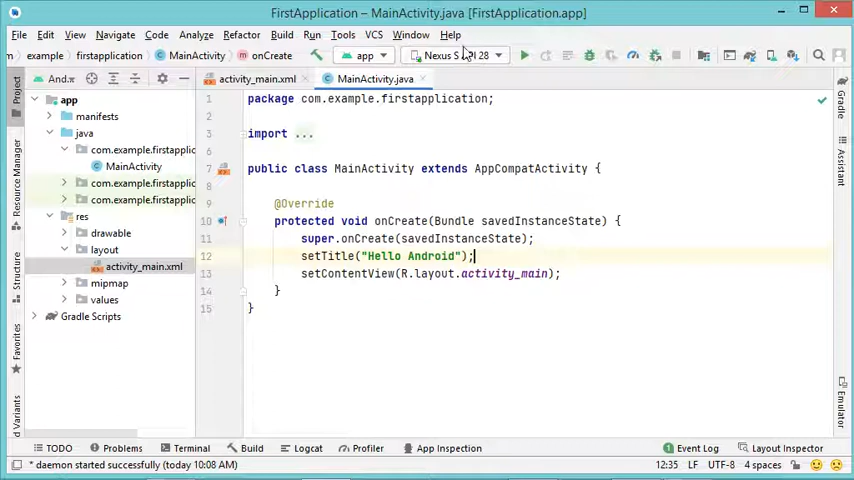 FirstApplication – MainActivity.java [FirstApplication.app]
File Edit View Navigate Code Analyze Refactor Build Run Tools VCS Window Help
example firstapplication MainActivity onCreate app Nexus S 28
Project
Resource Manager
Structure
Favorites
Variants
app
manifests
java
com.example.firstapplic
MainActivity
com.example.firstapplic
com.example.firstapplic
res
drawable
layout
activity_main.xml
mipmap
values
Gradle Scripts
activity_main.xml MainActivity.java
1 package com.example.firstapplication;
2
3 import ...
6
7 public class MainActivity extends AppCompatActivity {
8
9 @Override
10 protected void onCreate(Bundle savedInstanceState) {
11 super.onCreate(savedInstanceState);
12 setTitle("Hello Android");
13 setContentView(R.layout.activity_main);
14 }
15 }
Gradle
Assistant
Emulator
TODO Problems Terminal Build Logcat Profiler App Inspection Event Log Layout Inspector
* daemon started successfully (today 10:08 AM) 12:35 LF UTF-8 4 spaces